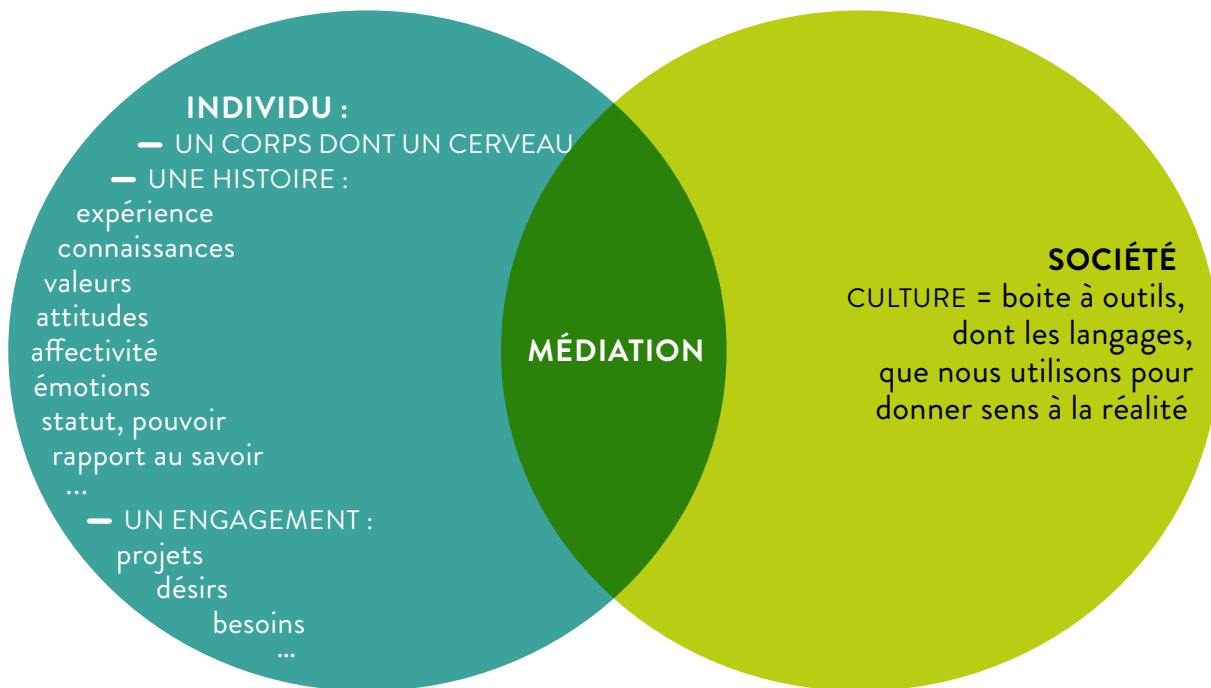 INDIVIDU :
— UN CORPS DONT UN CERVEAU
— UNE HISTOIRE :
expérience
connaissances
valeurs
attitudes
affectivité
émotions
statut, pouvoir
rapport au savoir
...
— UN ENGAGEMENT :
projets
désirs
besoins
...
MÉDIATION
SOCIÉTÉ
CULTURE = boite à outils,
dont les langages,
que nous utilisons pour
donner sens à la réalité